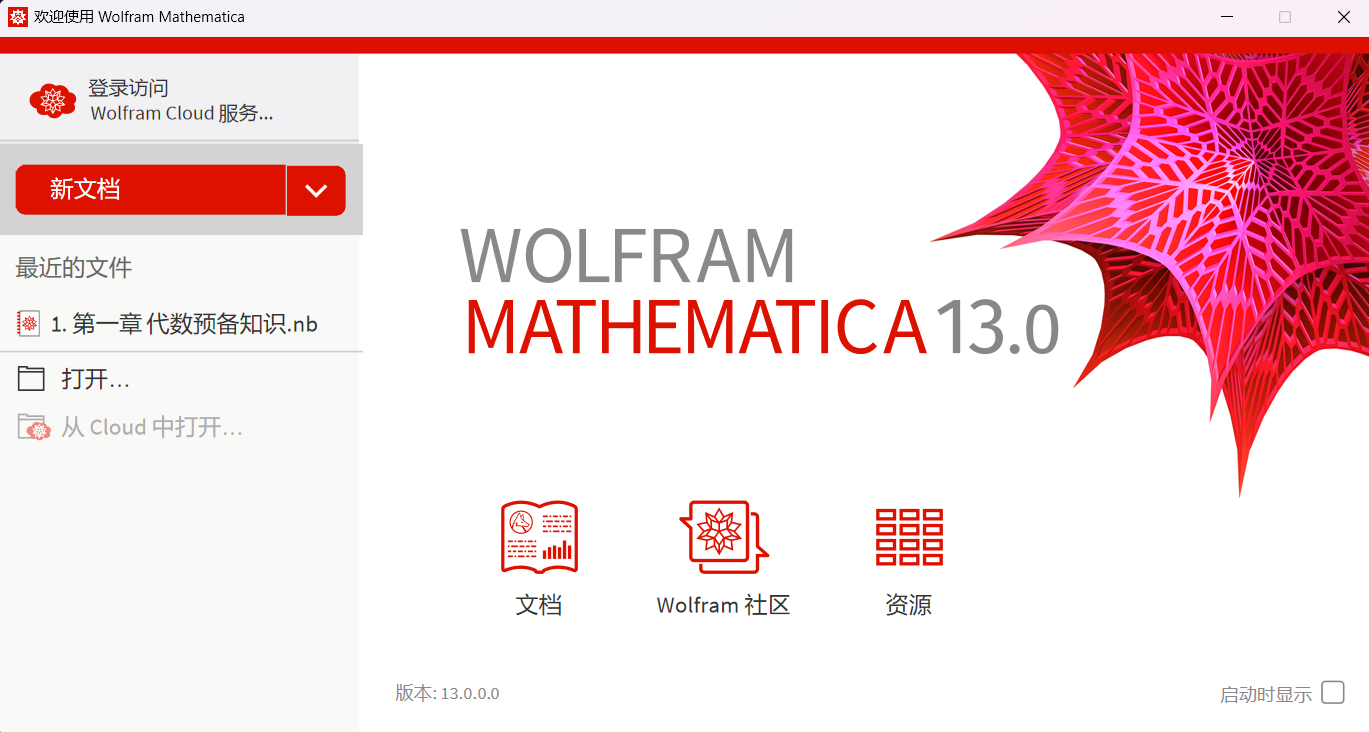 欢迎使用 Wolfram Mathematica
登录访问
Wolfram Cloud 服务...
新文档
最近的文件
1. 第一章 代数预备知识.nb
打开...
从 Cloud 中打开...
WOLFRAM
MATHEMATICA 13.0
文档
Wolfram 社区
资源
版本: 13.0.0.0
启动时显示